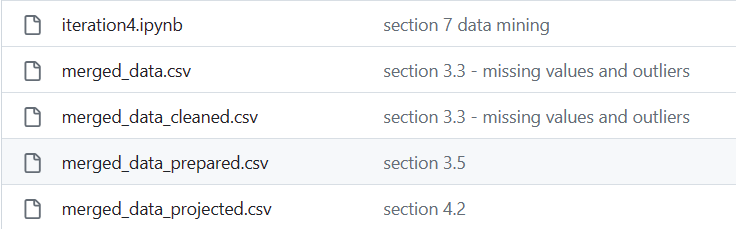 iteration4.ipynb section 7 data mining
merged_data.csv section 3.3 - missing values and outliers
merged_data_cleaned.csv section 3.3 - missing values and outliers
merged_data_prepared.csv section 3.5
merged_data_projected.csv section 4.2